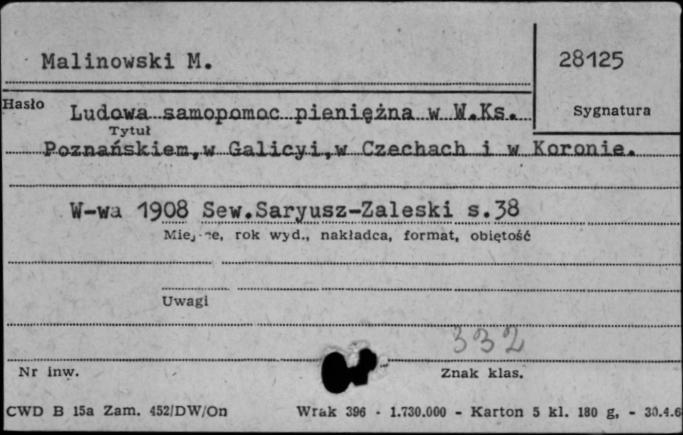 Malinowski M.
28125
Hasło
Ludowa samopomoc pieniężna w W.Ks.
Sygnatura
Tytuł
Poznańskiem,w Galicyi,w Czechach i w Koronie.
W-wa 1908 Sew.Saryusz-Zaleski s.38
rok wyd., nakładca, format, objętość
Uwagi
332
Nr inw.
Znak klas.
CWD B 15a Zam. 452/DW/On Wrak 396 - 1.730.000 - Karton 5 kl. 180 g, - 30.4.6